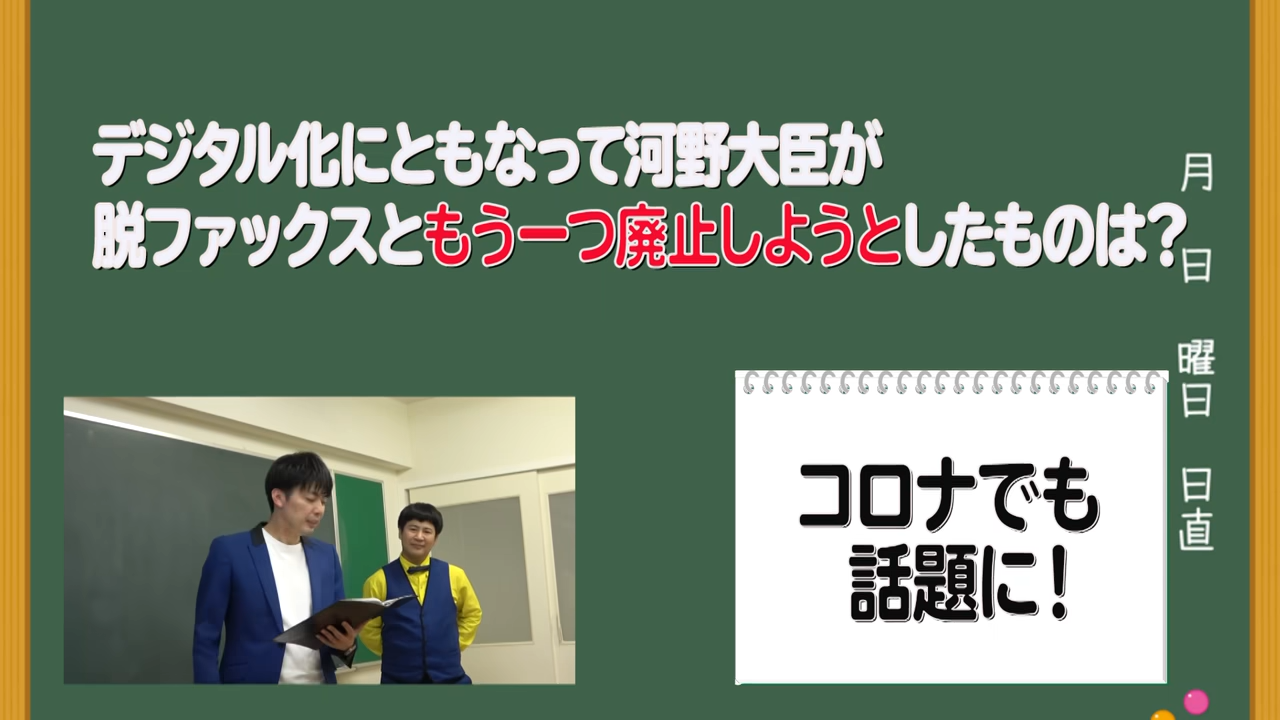 デジタル化にともなって河野大臣が
脱ファックスともう一つ廃止しようとしたものは？
コロナでも
話題に！
月
日
曜日
日直